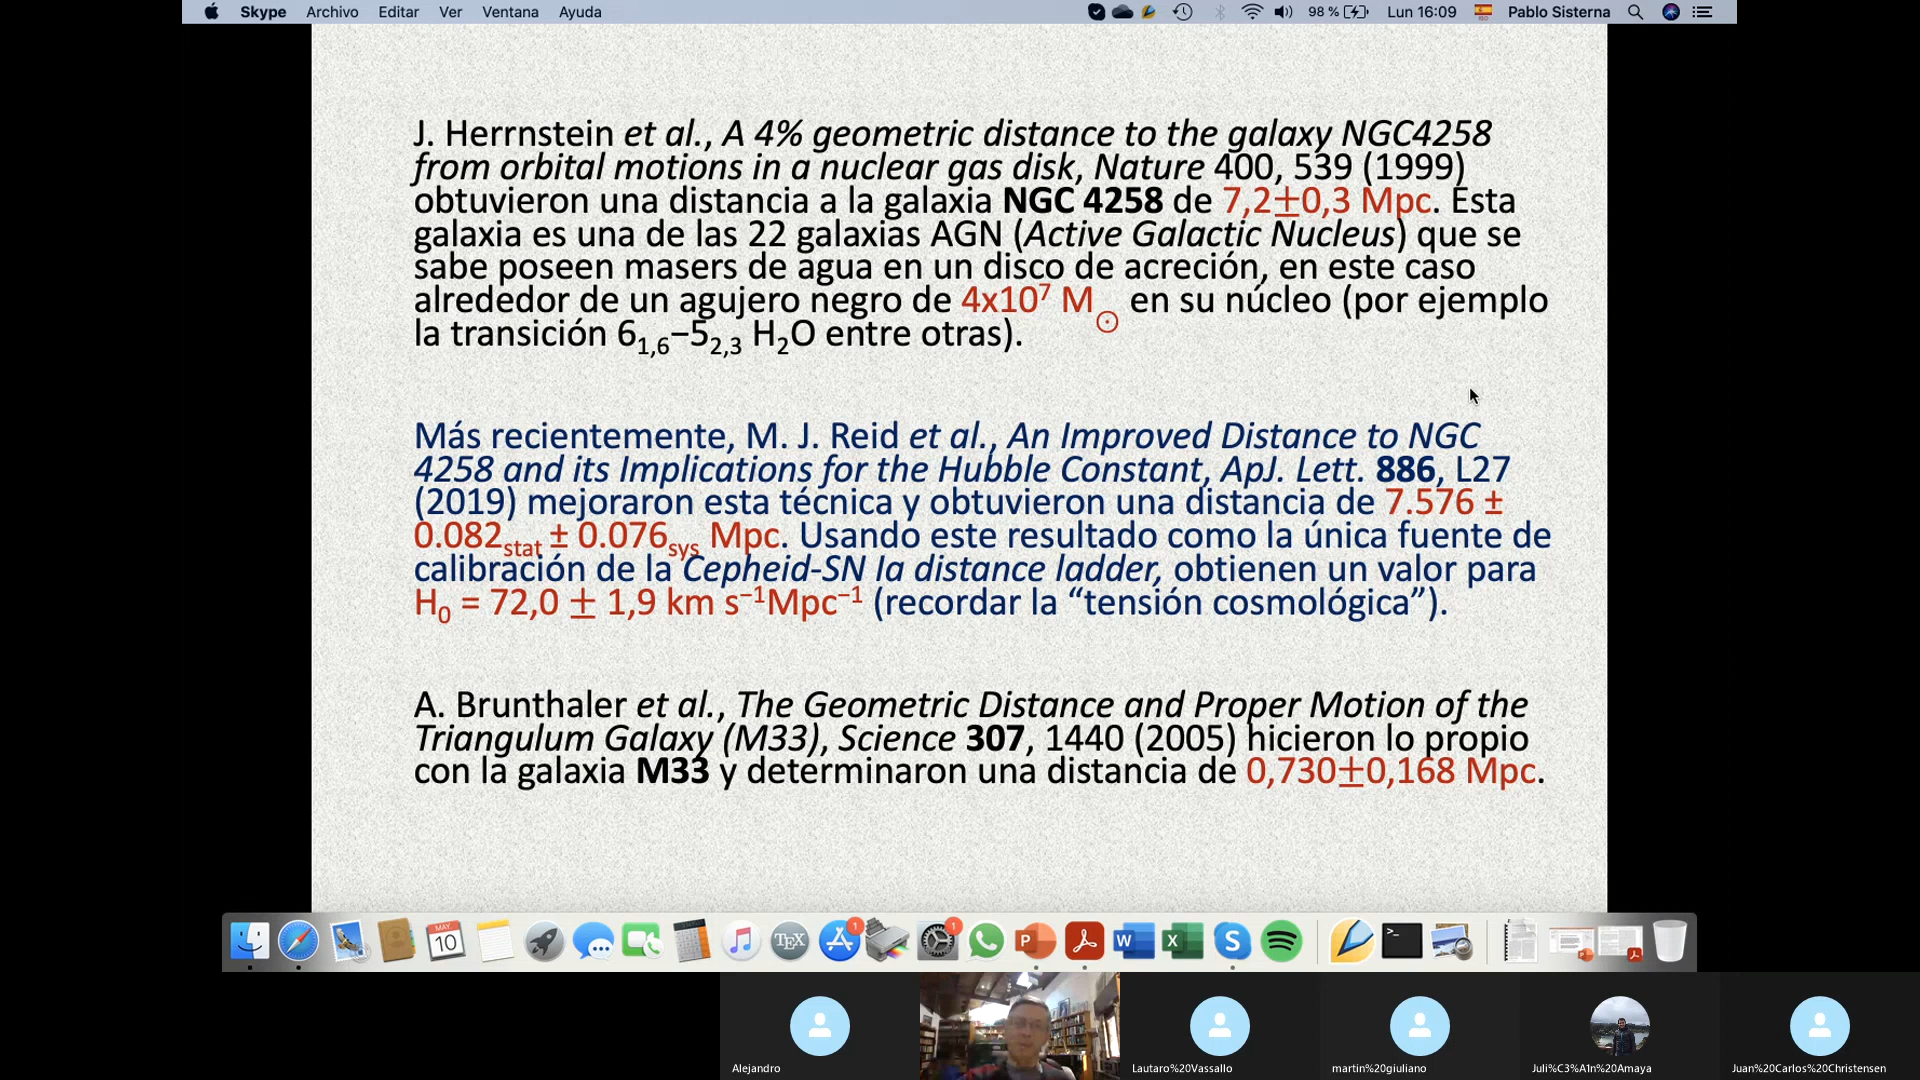 Skype Archivo Editar Ver Ventana Ayuda 98 % Lun 16:09 Pablo Sisterna
J. Herrnstein et al., A 4% geometric distance to the galaxy NGC4258
from orbital motions in a nuclear gas disk, Nature 400, 539 (1999)
obtuvieron una distancia a la galaxia NGC 4258 de 7,2±0,3 Mpc. Esta
galaxia es una de las 22 galaxias AGN (Active Galactic Nucleus) que se
sabe poseen masers de agua en un disco de acreción, en este caso
alrededor de un agujero negro de 4x10⁷ M☉ en su núcleo (por ejemplo
la transición 6₁,₆−5₂,₃ H₂O entre otras).
Más recientemente, M. J. Reid et al., An Improved Distance to NGC
4258 and its Implications for the Hubble Constant, ApJ. Lett. 886, L27
(2019) mejoraron esta técnica y obtuvieron una distancia de 7.576 ±
0.082stat ± 0.076sys Mpc. Usando este resultado como la única fuente de
calibración de la Cepheid-SN Ia distance ladder, obtienen un valor para
H₀ = 72,0 ± 1,9 km s⁻¹Mpc⁻¹ (recordar la “tensión cosmológica”).
A. Brunthaler et al., The Geometric Distance and Proper Motion of the
Triangulum Galaxy (M33), Science 307, 1440 (2005) hicieron lo propio
con la galaxia M33 y determinaron una distancia de 0,730±0,168 Mpc.
MAY 10 TEX 1 1 P W X S
Alejandro
Lautaro%20Vassallo
martin%20giuliano
Juli%C3%A1n%20Amaya
Juan%20Carlos%20Christensen